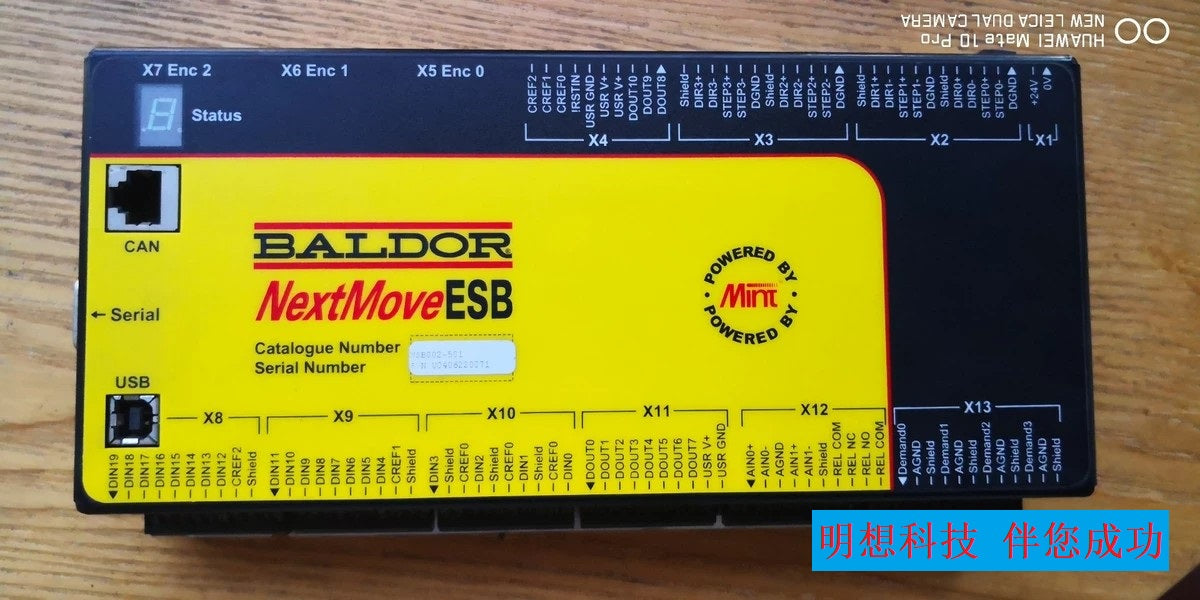 HUAWEI Mate 10 Pro
NEW LEICA DUAL CAMERA
X7 Enc 2
X6 Enc 1
X5 Enc 0
Status
CREF2
CREF1
CREF0
!RSTIN
USR GND
USR V+
USR V+
DOUT10
DOUT9
DOUT8
X4
Shield
DIR3+
DIR3-
STEP3+
STEP3-
DGND
Shield
DIR2+
DIR2-
STEP2+
STEP2-
DGND
X3
Shield
DIR1+
DIR1-
STEP1+
STEP1-
DGND
Shield
DIR0+
DIR0-
STEP0+
STEP0-
DGND
X2
+24V
0V
X1
CAN
BALDOR
NextMoveESB
POWERED BY
Mint
POWERED BY
Serial
Catalogue Number
Serial Number
USB
X8
DIN19
DIN18
DIN17
DIN16
DIN15
DIN14
DIN13
DIN12
CREF2
Shield
X9
DIN11
DIN10
DIN9
DIN8
DIN7
DIN6
DIN5
DIN4
CREF1
Shield
X10
DIN3
Shield
CREF0
DIN2
Shield
CREF0
DIN1
Shield
CREF0
DIN0
X11
DOUT0
DOUT1
DOUT2
DOUT3
DOUT4
DOUT5
DOUT6
DOUT7
USR V+
USR GND
X12
AIN0+
AIN0-
AGND
AIN1+
AIN1-
Shield
REL COM
REL NC
REL NO
REL COM
X13
Demand0
AGND
Shield
Demand1
AGND
Shield
Demand2
AGND
Shield
Demand3
AGND
Shield
明想科技 伴您成功